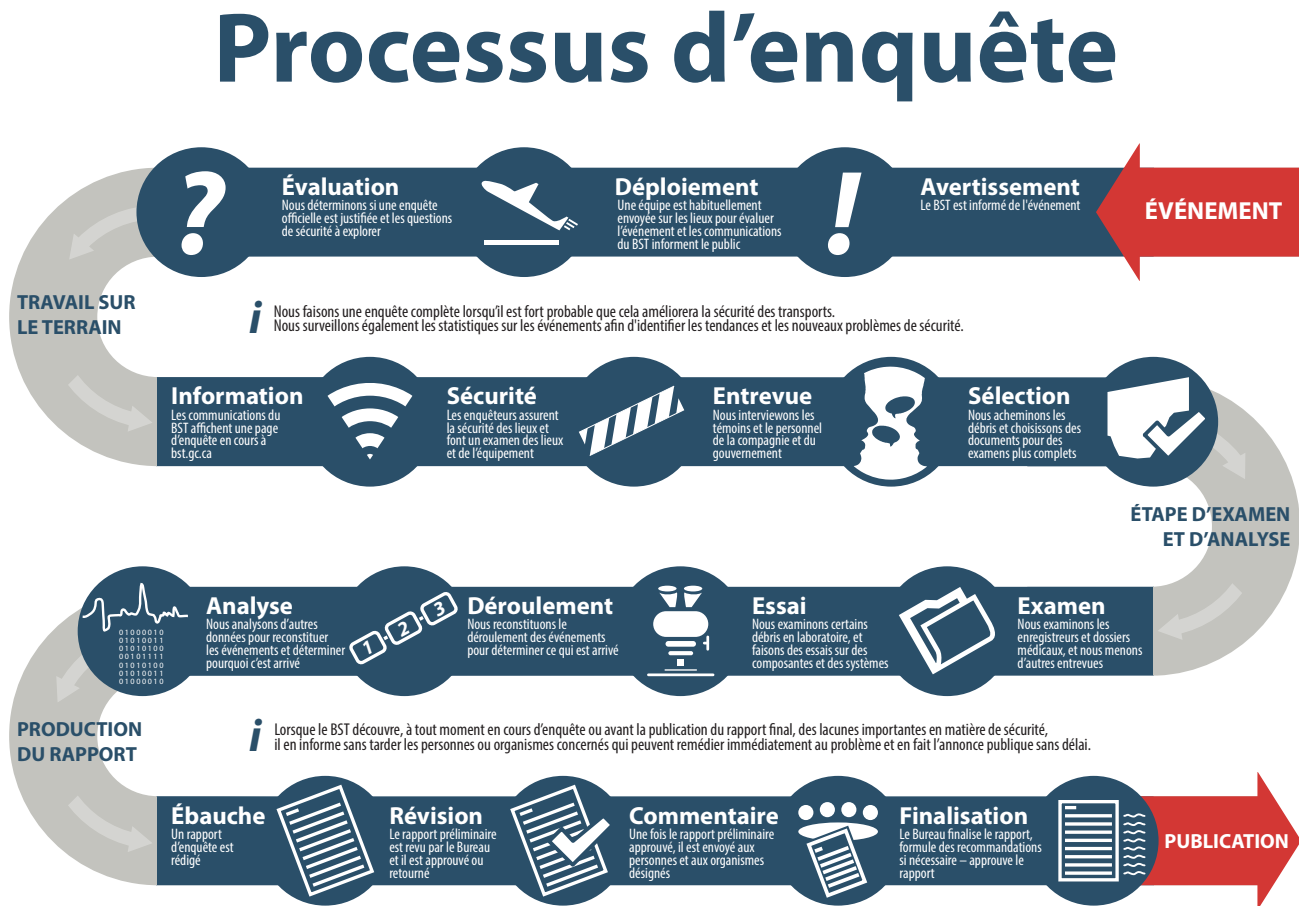 Processus d'enquête
ÉVÉNEMENT
Avertissement
Le BST est informé de l'événement
!
Déploiement
Une équipe est habituellement
envoyée sur les lieux pour évaluer
l'événement et les communications
du BST informent le public
Évaluation
Nous déterminons si une enquête
officielle est justifiée et les questions
de sécurité à explorer
?
TRAVAIL SUR
LE TERRAIN
i
Nous faisons une enquête complète lorsqu'il est fort probable que cela améliorera la sécurité des transports.
Nous surveillons également les statistiques sur les événements afin d'identifier les tendances et les nouveaux problèmes de sécurité.
Information
Les communications du
BST affichent une page
d'enquête en cours à
bst.gc.ca
Sécurité
Les enquêteurs assurent
la sécurité des lieux et
font un examen des lieux
et de l'équipement
Entrevue
Nous interviewons les
témoins et le personnel
de la compagnie et du
gouvernement
Sélection
Nous acheminons les
débris et choisissons des
documents pour des
examens plus complets
ÉTAPE D'EXAMEN
ET D'ANALYSE
Examen
Nous examinons les
enregistreurs et dossiers
médicaux, et nous menons
d'autres entrevues
Essai
Nous examinons certains
débris en laboratoire, et
faisons des essais sur des
composantes et des systèmes
Déroulement
Nous reconstituons le
déroulement des événements
pour déterminer ce qui est arrivé
1 2 3
Analyse
Nous analysons d'autres
données pour reconstituer
les événements et déterminer
pourquoi c'est arrivé
01000010
01010011
01010100
00101111
01010100
01010011
01000010
PRODUCTION
DU RAPPORT
i
Lorsque le BST découvre, à tout moment en cours d'enquête ou avant la publication du rapport final, des lacunes importantes en matière de sécurité,
il en informe sans tarder les personnes ou organismes concernés qui peuvent remédier immédiatement au problème et en fait l'annonce publique sans délai.
Ébauche
Un rapport
d'enquête est
rédigé
Révision
Le rapport préliminaire
est revu par le Bureau
et il est approuvé ou
retourné
Commentaire
Une fois le rapport préliminaire
approuvé, il est envoyé aux
personnes et aux organismes
désignés
Finalisation
Le Bureau finalise le rapport,
formule des recommandations
si nécessaire – approuve le
rapport
PUBLICATION